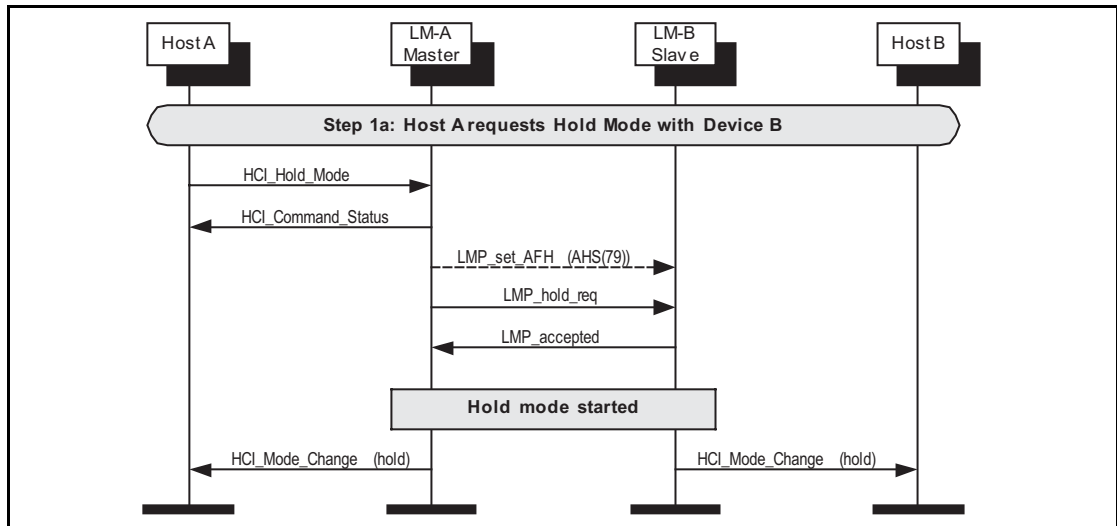 Host A
LM-A
Master
LM-B
Slave
Host B
Step 1a: Host A requests Hold Mode with Device B
HCI_Hold_Mode
HCI_Command_Status
LMP_set_AFH (AHS(79))
LMP_hold_req
LMP_accepted
Hold mode started
HCI_Mode_Change (hold)
HCI_Mode_Change (hold)